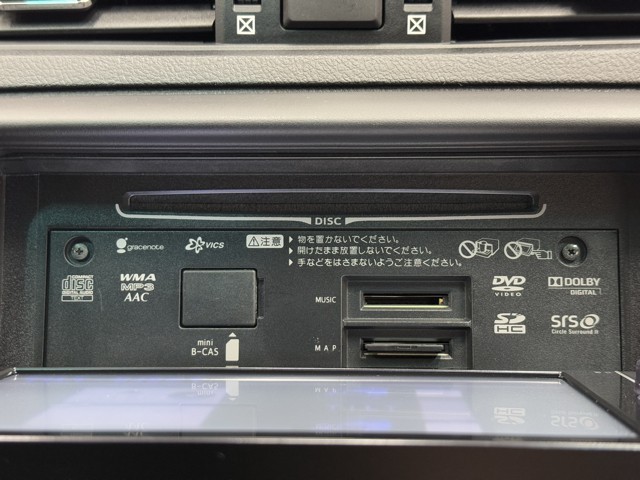 DISC
gracenote
VICS
注意
物を置かないでください。
開けたまま放置しないでください。
手などをはさまないようご注意ください。
COMPACT
disc
DIGITAL AUDIO
TEXT
WMA
MP3
AAC
mini
B-CAS
MUSIC
MAP
DVD
VIDEO
DOLBY
DIGITAL
SD
HC
SRS
Circle Surround II